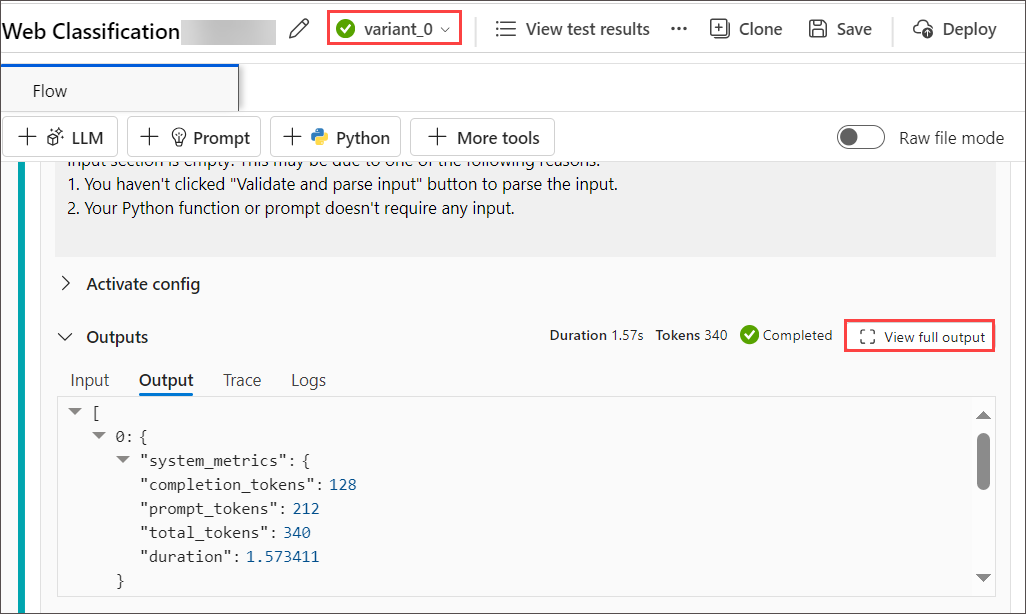 Web Classification
variant_0
View test results
...
Clone
Save
Deploy
Flow
LLM
Prompt
Python
More tools
Raw file mode
Input section is empty. This may be due to one of the following reasons:
1. You haven't clicked "Validate and parse input" button to parse the input.
2. Your Python function or prompt doesn't require any input.
Activate config
Outputs
Duration 1.57s Tokens 340 Completed
View full output
Input Output Trace Logs
[
0: {
"system_metrics": {
"completion_tokens": 128
"prompt_tokens": 212
"total_tokens": 340
"duration": 1.573411
}